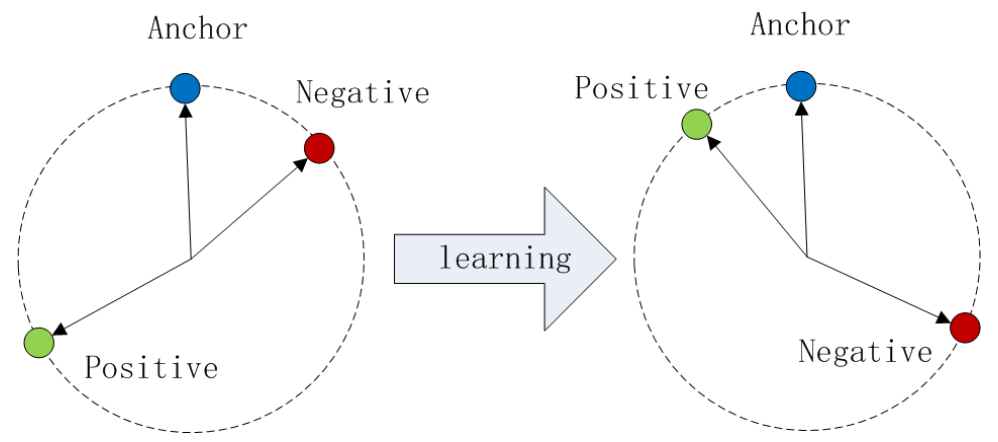 Anchor
Negative
Positive
learning
Anchor
Positive
Negative